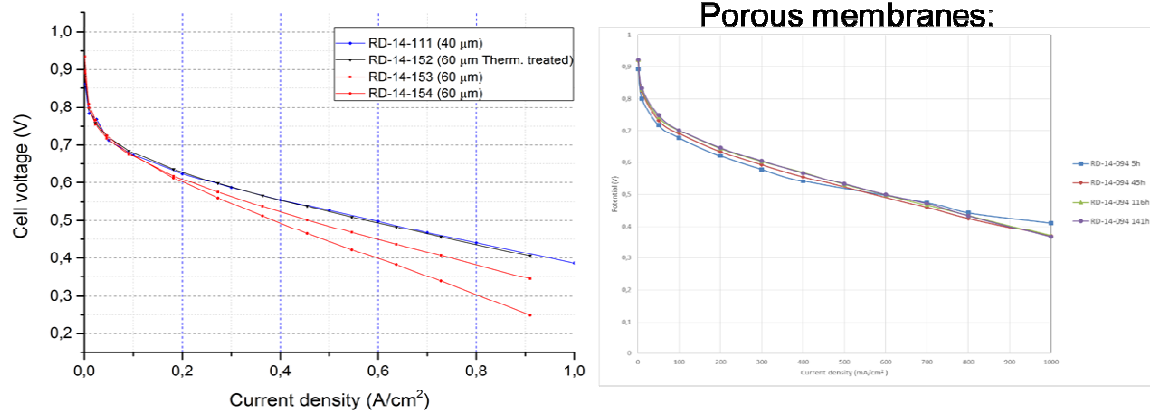 Porous membranes:
1,0
0,9
0,8
0,7
0,6
0,5
0,4
0,3
0,2
Cell voltage (V)
RD-14-111 (40 μm)
RD-14-152 (60 μm Therm. treated)
RD-14-153 (60 μm)
RD-14-154 (60 μm)
0,0 0,2 0,4 0,6 0,8 1,0
Current density (A/cm²)
1
0,9
0,8
0,7
0,6
0,5
0,4
0,3
0,2
0,1
0
RD-14-094 5h
RD-14-094 45h
RD-14-094 116h
RD-14-094 141h
0 100 200 300 400 500 600 700 800 900 1000
Current density (mA/cm²)